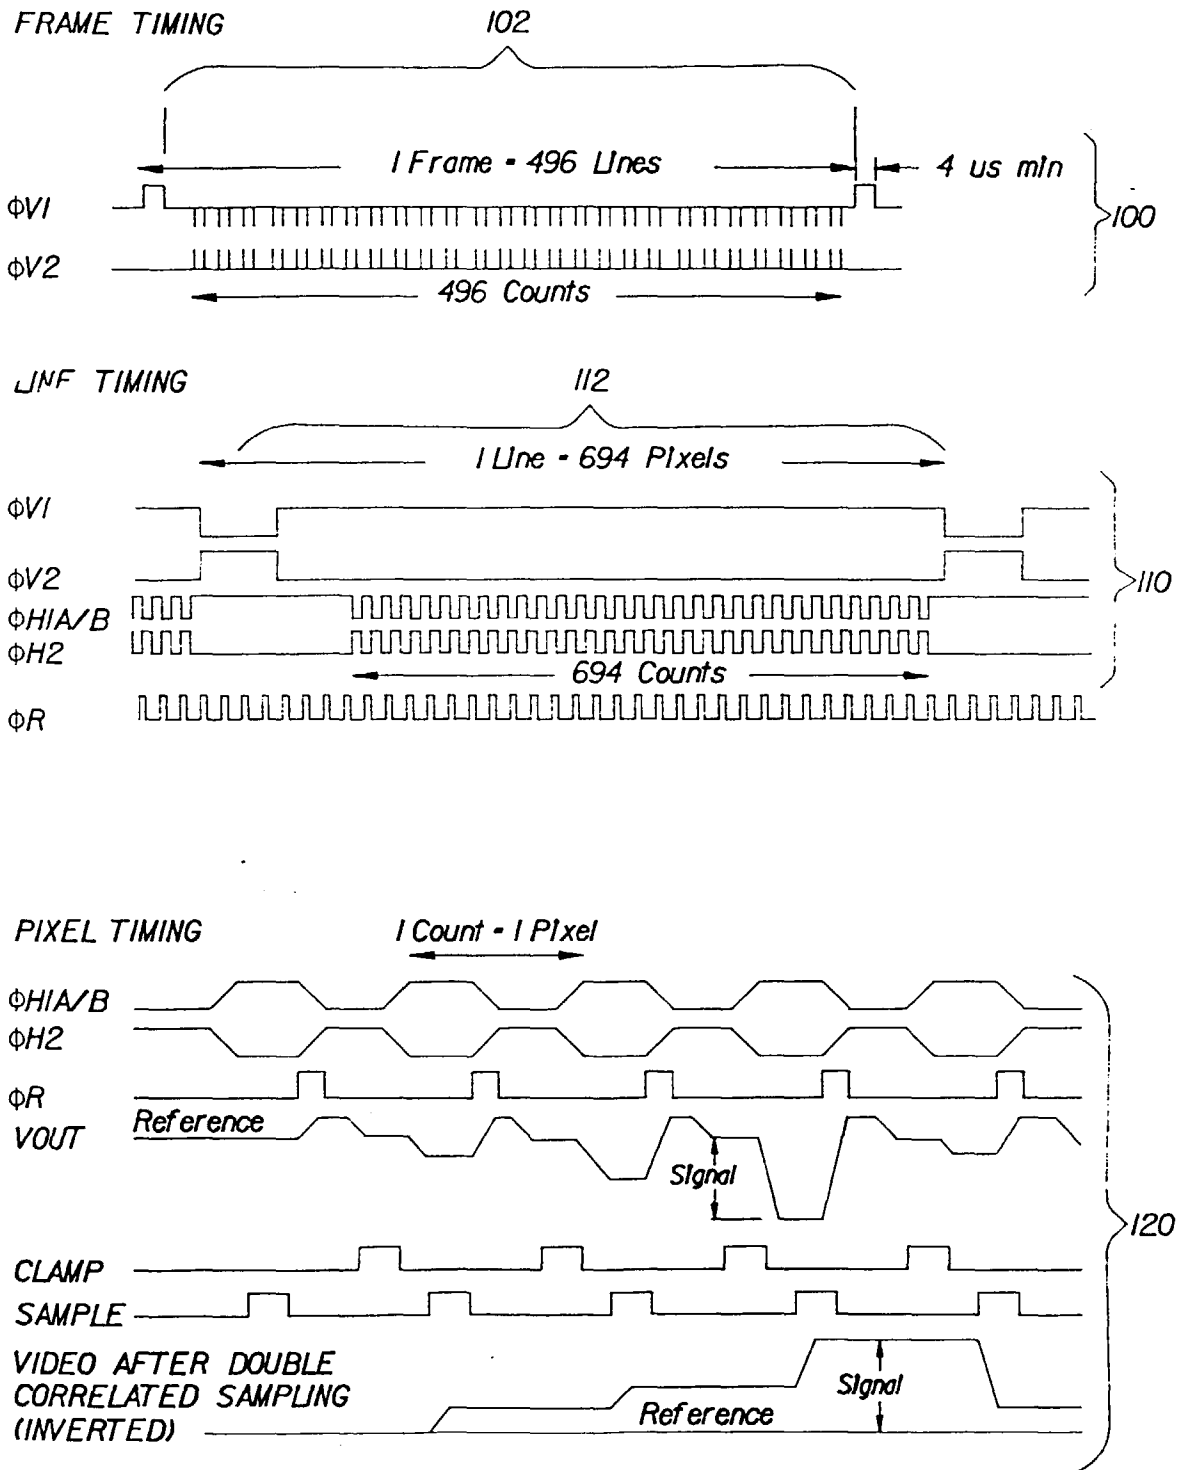 FRAME TIMING 102
1 Frame = 496 Lines 4 us min
ΦV1
100
ΦV2
496 Counts
LINE TIMING 112
1 Line = 694 Pixels
ΦV1
ΦV2
110
ΦH1A/B
ΦH2
694 Counts
ΦR
PIXEL TIMING 1 Count = 1 Pixel
ΦH1A/B
ΦH2
ΦR
Reference
VOUT
Signal
120
CLAMP
SAMPLE
VIDEO AFTER DOUBLE
CORRELATED SAMPLING
(INVERTED)
Signal
Reference